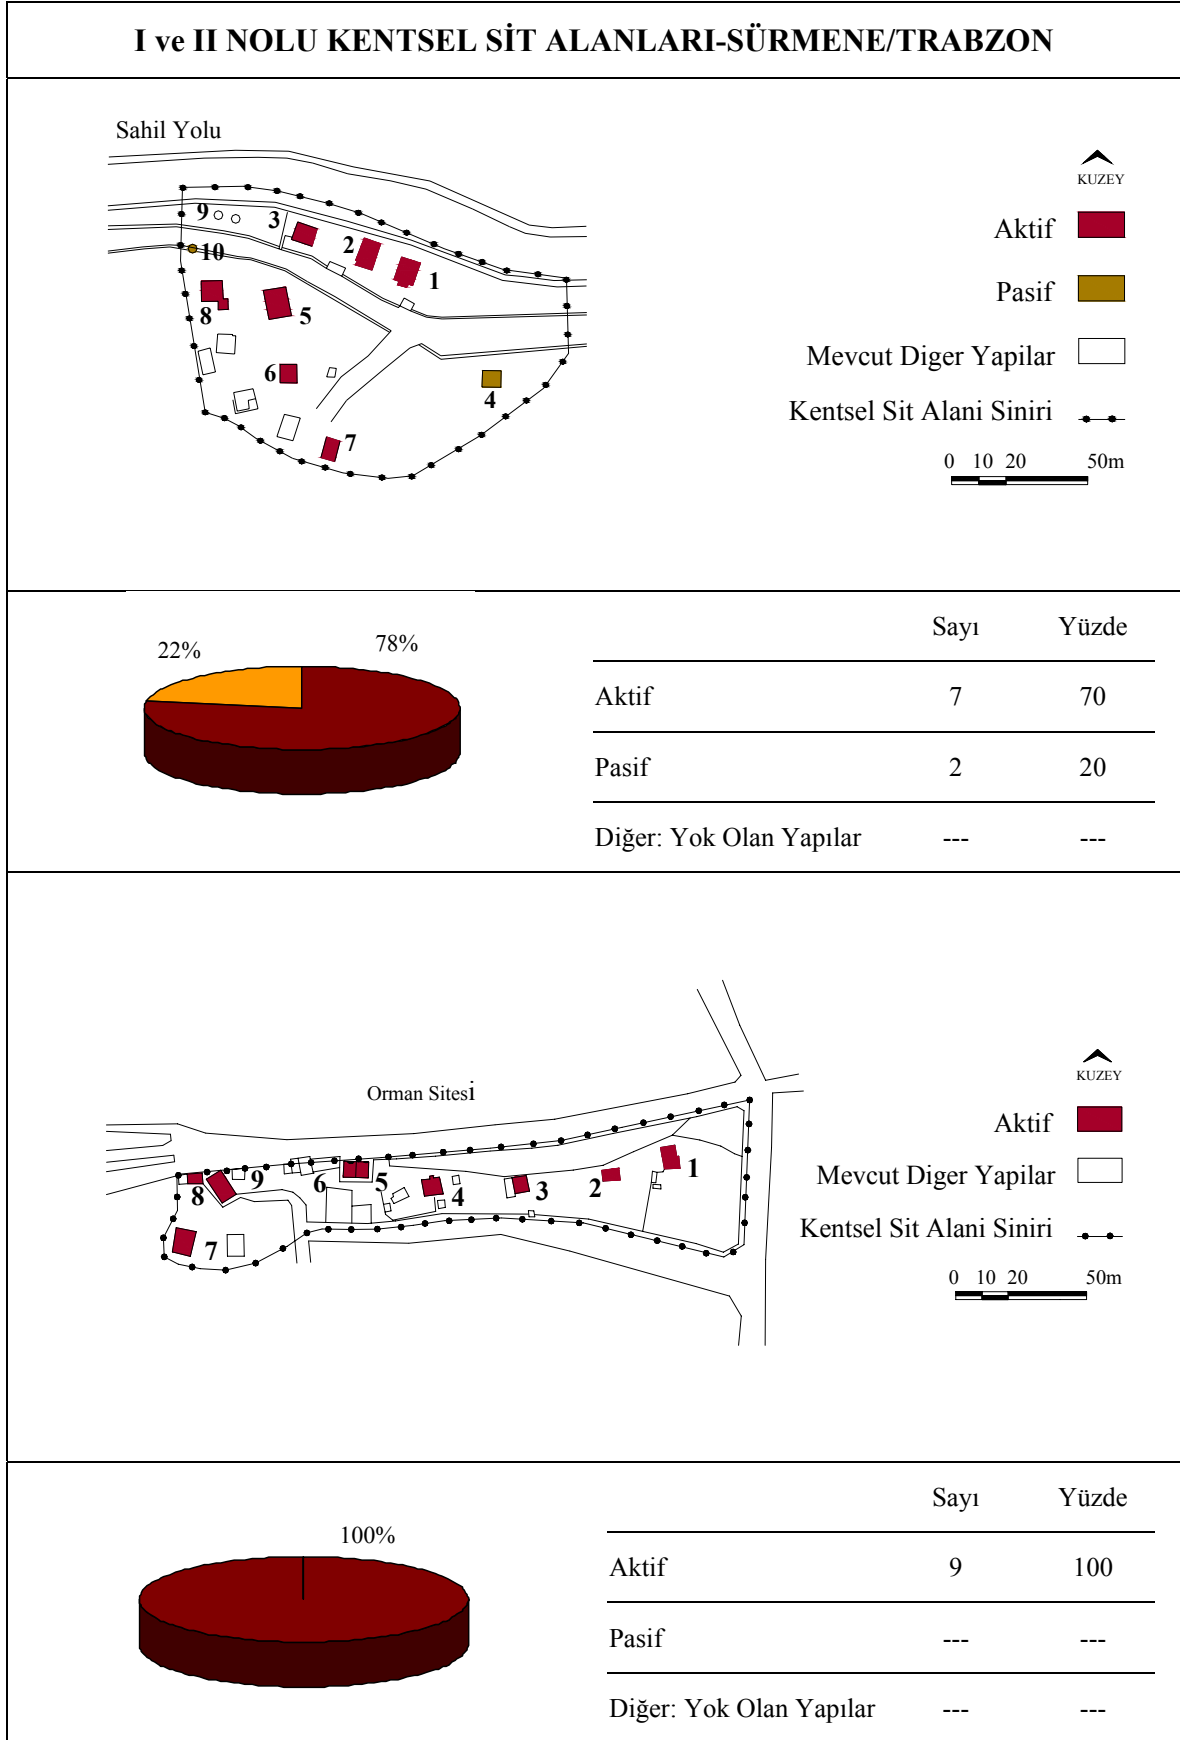 I ve II NOLU KENTSEL SİT ALANLARI-SÜRMENE/TRABZON
Sahil Yolu
KUZEY
Aktif
Pasif
Mevcut Diger Yapilar
Kentsel Sit Alani Siniri
0 10 20 50m
9
3
2
1
10
8
5
6
4
7
22%
78%
Sayı Yüzde
Aktif 7 70
Pasif 2 20
Diğer: Yok Olan Yapılar --- ---
Orman Sitesi
KUZEY
Aktif
Mevcut Diger Yapilar
Kentsel Sit Alani Siniri
0 10 20 50m
1
2
3
4
5
6
9
8
7
100%
Sayı Yüzde
Aktif 9 100
Pasif --- ---
Diğer: Yok Olan Yapılar --- ---